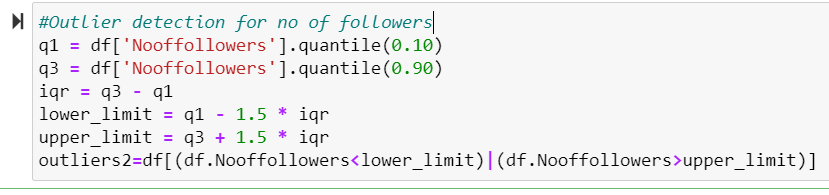 #Outlier detection for no of followers
q1 = df['Nooffollowers'].quantile(0.10)
q3 = df['Nooffollowers'].quantile(0.90)
iqr = q3 - q1
lower_limit = q1 - 1.5 * iqr
upper_limit = q3 + 1.5 * iqr
outliers2=df[(df.Nooffollowers<lower_limit)|(df.Nooffollowers>upper_limit)]